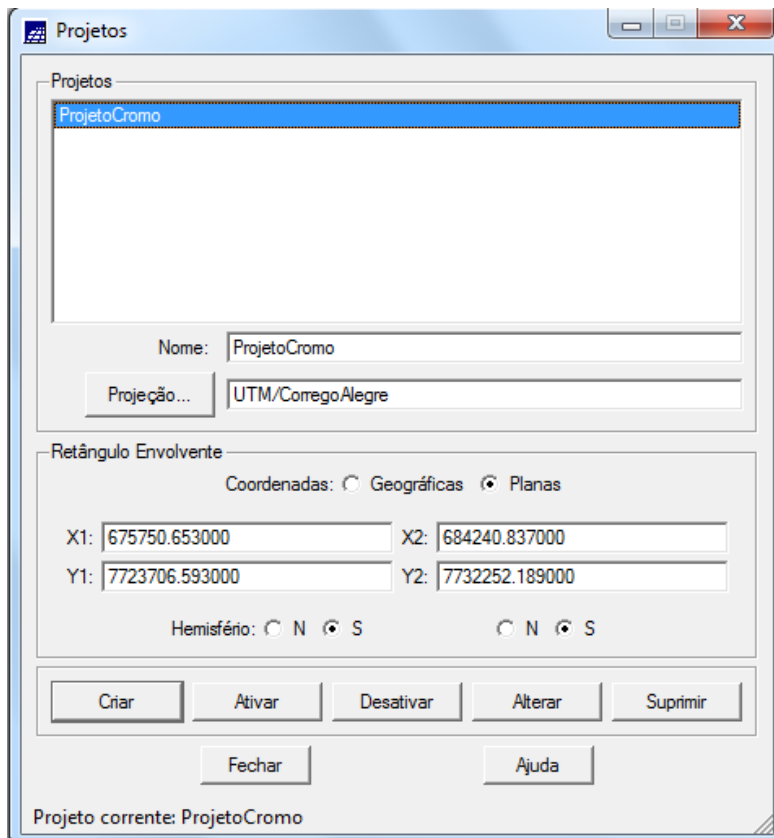 Projetos
Projetos
ProjetoCromo
Nome: ProjetoCromo
Projeção... UTM/CorregoAlegre
Retângulo Envolvente
Coordenadas: Geográficas Planas
X1: 675750.653000 X2: 684240.837000
Y1: 7723706.593000 Y2: 7732252.189000
Hemisfério: N S N S
Criar Ativar Desativar Alterar Suprimir
Fechar Ajuda
Projeto corrente: ProjetoCromo